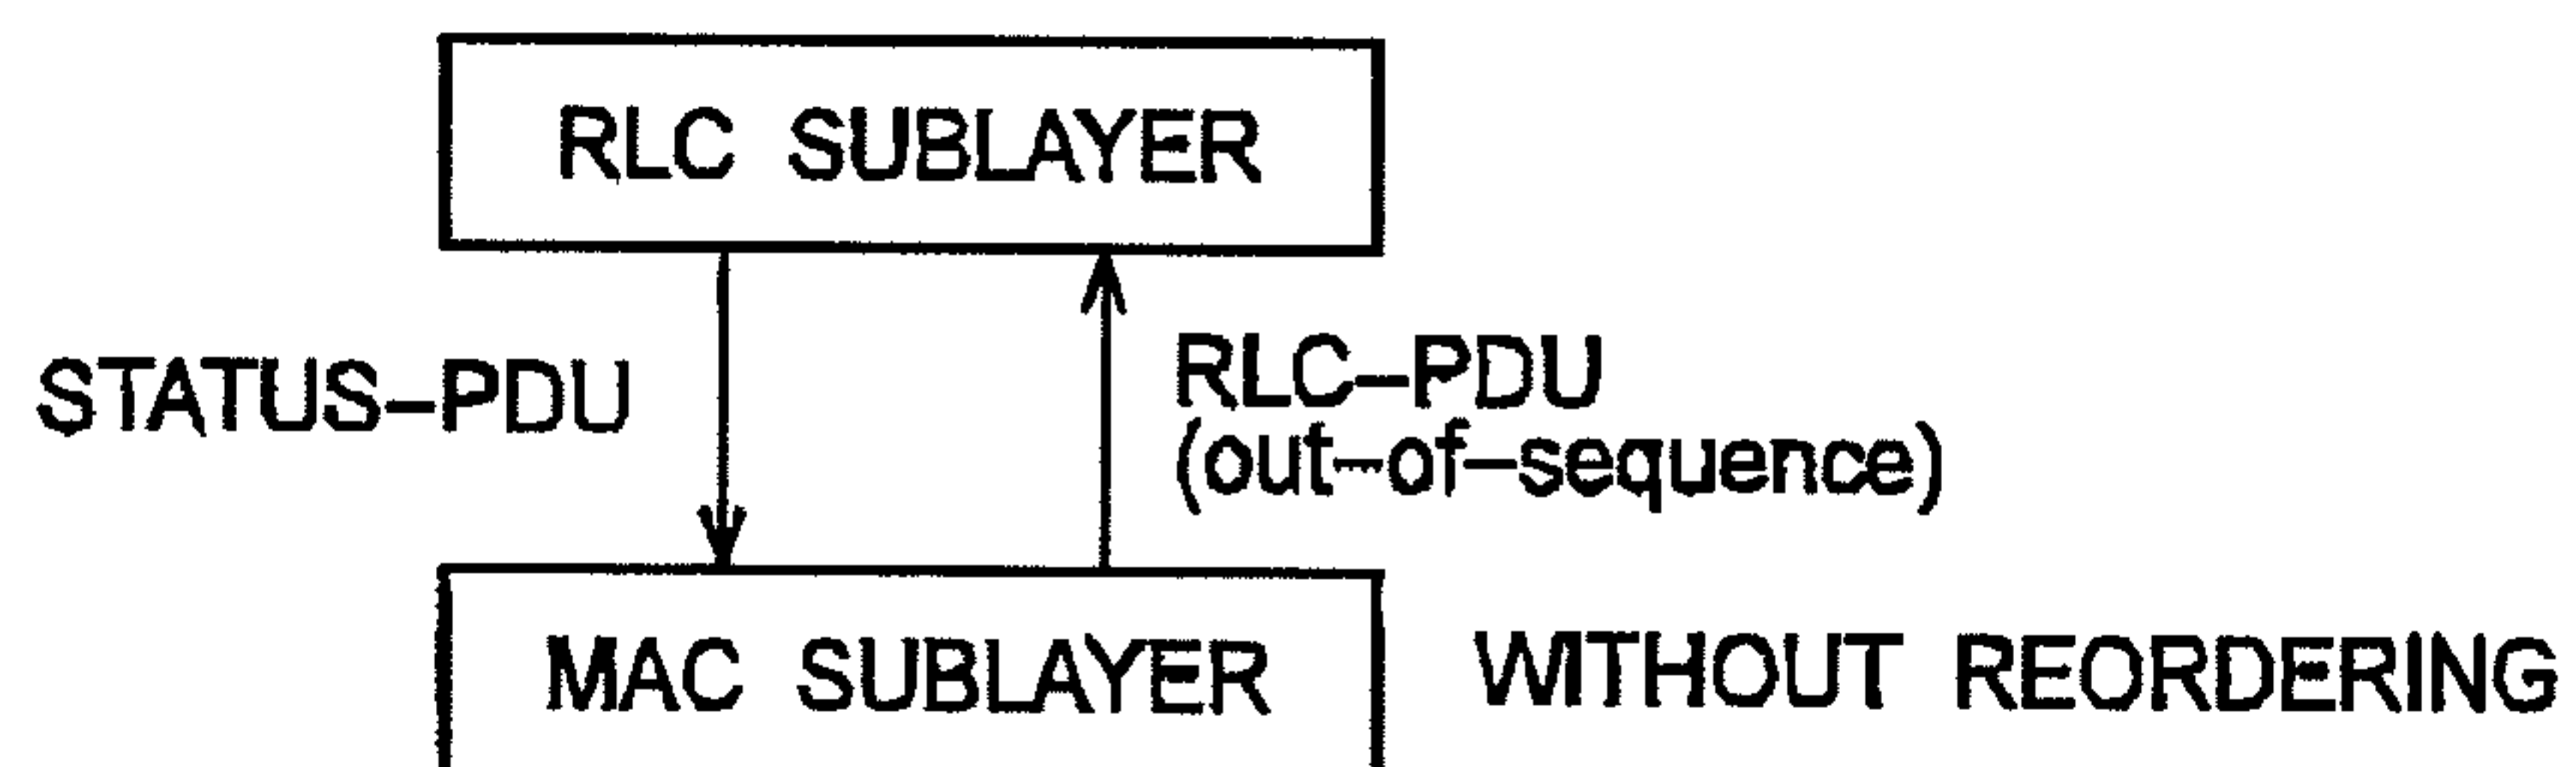 RLC SUBLAYER
STATUS-PDU
RLC-PDU
(out-of-sequence)
MAC SUBLAYER
WITHOUT REORDERING